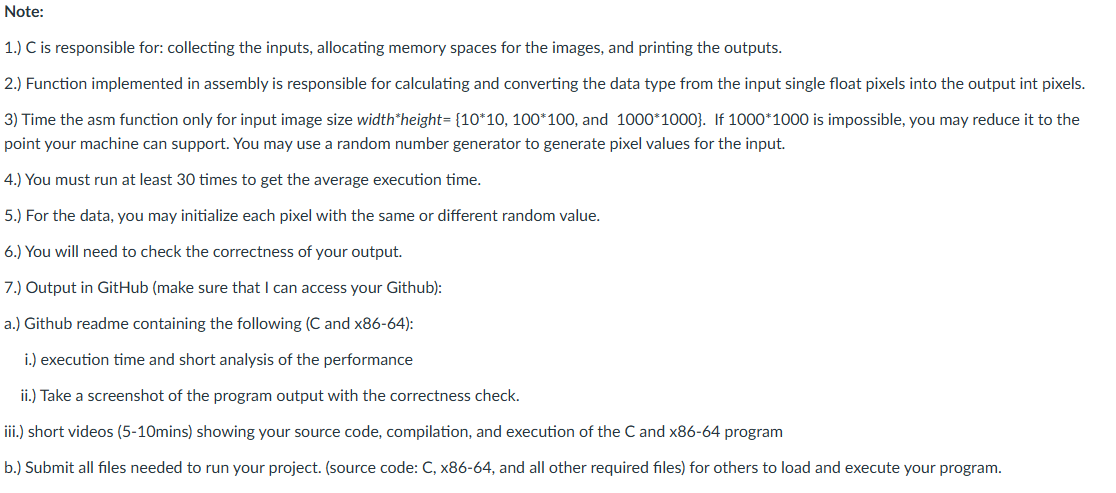 Note:
1.) C is responsible for: collecting the inputs, allocating memory spaces for the images, and printing the outputs.
2.) Function implemented in assembly is responsible for calculating and converting the data type from the input single float pixels into the output int pixels.
3) Time the asm function only for input image size width*height= {10*10, 100*100, and  1000*1000}.  If 1000*1000 is impossible, you may reduce it to the
point your machine can support. You may use a random number generator to generate pixel values for the input.
4.) You must run at least 30 times to get the average execution time.
5.) For the data, you may initialize each pixel with the same or different random value.
6.) You will need to check the correctness of your output.
7.) Output in GitHub (make sure that I can access your Github):
a.) Github readme containing the following (C and x86-64):
i.) execution time and short analysis of the performance
ii.) Take a screenshot of the program output with the correctness check.
iii.) short videos (5-10mins) showing your source code, compilation, and execution of the C and x86-64 program
b.) Submit all files needed to run your project. (source code: C, x86-64, and all other required files) for others to load and execute your program.